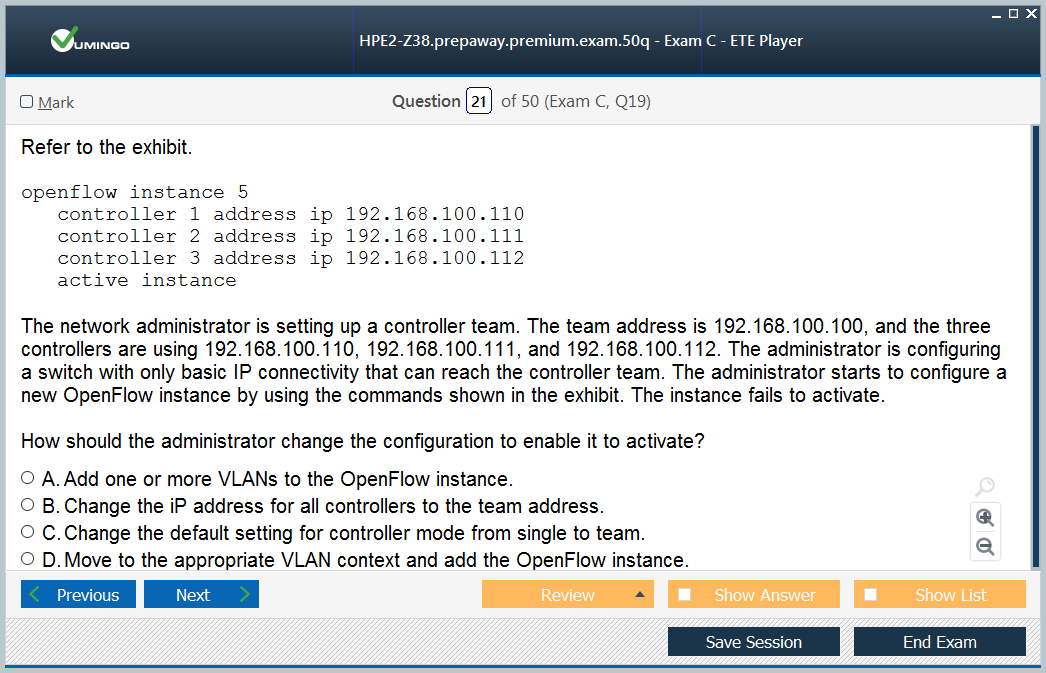 VUMINGO
HPE2-Z38.prepaway.premium.exam.50q - Exam C - ETE Player
Mark
Question 21 of 50 (Exam C, Q19)
Refer to the exhibit.
openflow instance 5
controller 1 address ip 192.168.100.110
controller 2 address ip 192.168.100.111
controller 3 address ip 192.168.100.112
active instance
The network administrator is setting up a controller team. The team address is 192.168.100.100, and the three
controllers are using 192.168.100.110, 192.168.100.111, and 192.168.100.112. The administrator is configuring
a switch with only basic IP connectivity that can reach the controller team. The administrator starts to configure a
new OpenFlow instance by using the commands shown in the exhibit. The instance fails to activate.
How should the administrator change the configuration to enable it to activate?
A. Add one or more VLANs to the OpenFlow instance.
B. Change the iP address for all controllers to the team address.
C. Change the default setting for controller mode from single to team.
D. Move to the appropriate VLAN context and add the OpenFlow instance.
Previous Next Review Show Answer Show List
Save Session End Exam